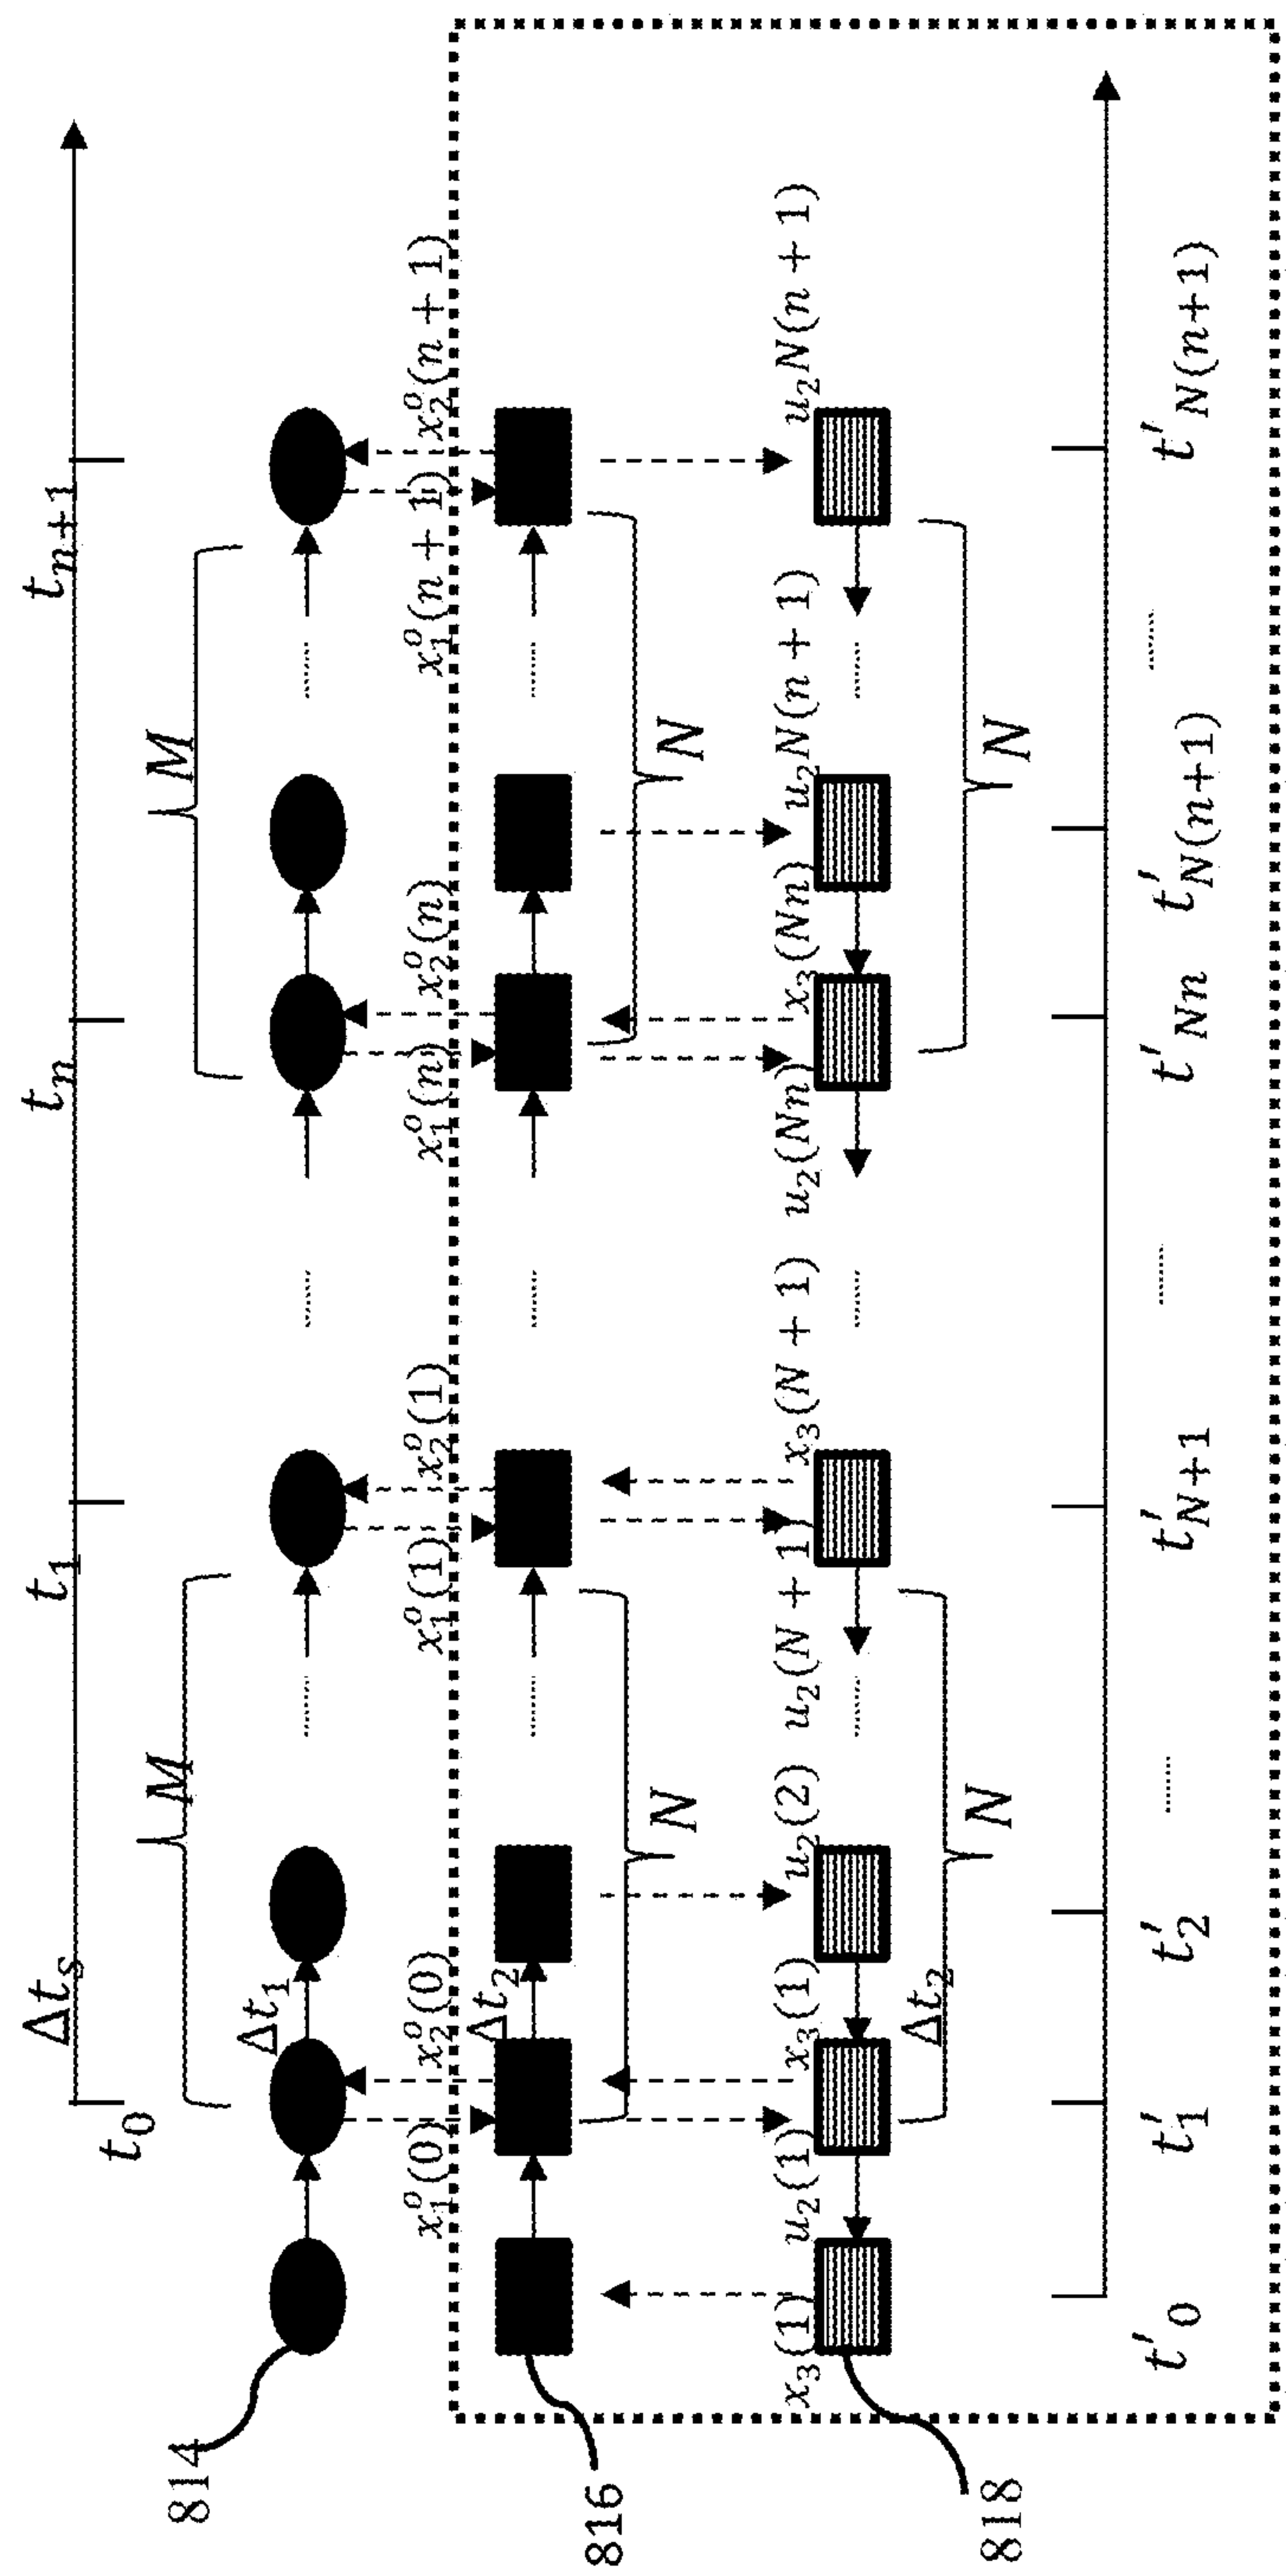 Δt_s t_0 t_1 t_n t_{n+1}
M M
814
Δt_1
x_1^o(0) x_2^o(0) x_1^o(1) x_2^o(1) x_1^o(n) x_2^o(n) x_1^o(n + 1) x_2^o(n + 1)
816
Δt_2
N N
x_3(1) u_2(1) x_3(1) u_2(2) u_2(N + 1) x_3(N + 1) u_2(Nn) x_3(Nn) u_2N(n + 1) u_2N(n + 1)
818
Δt_2
N N
t'_0 t'_1 t'_2 ...... t'_{N+1} ...... t'_{Nn} t'_{N(n+1)} ...... t'_{N(n+1)}